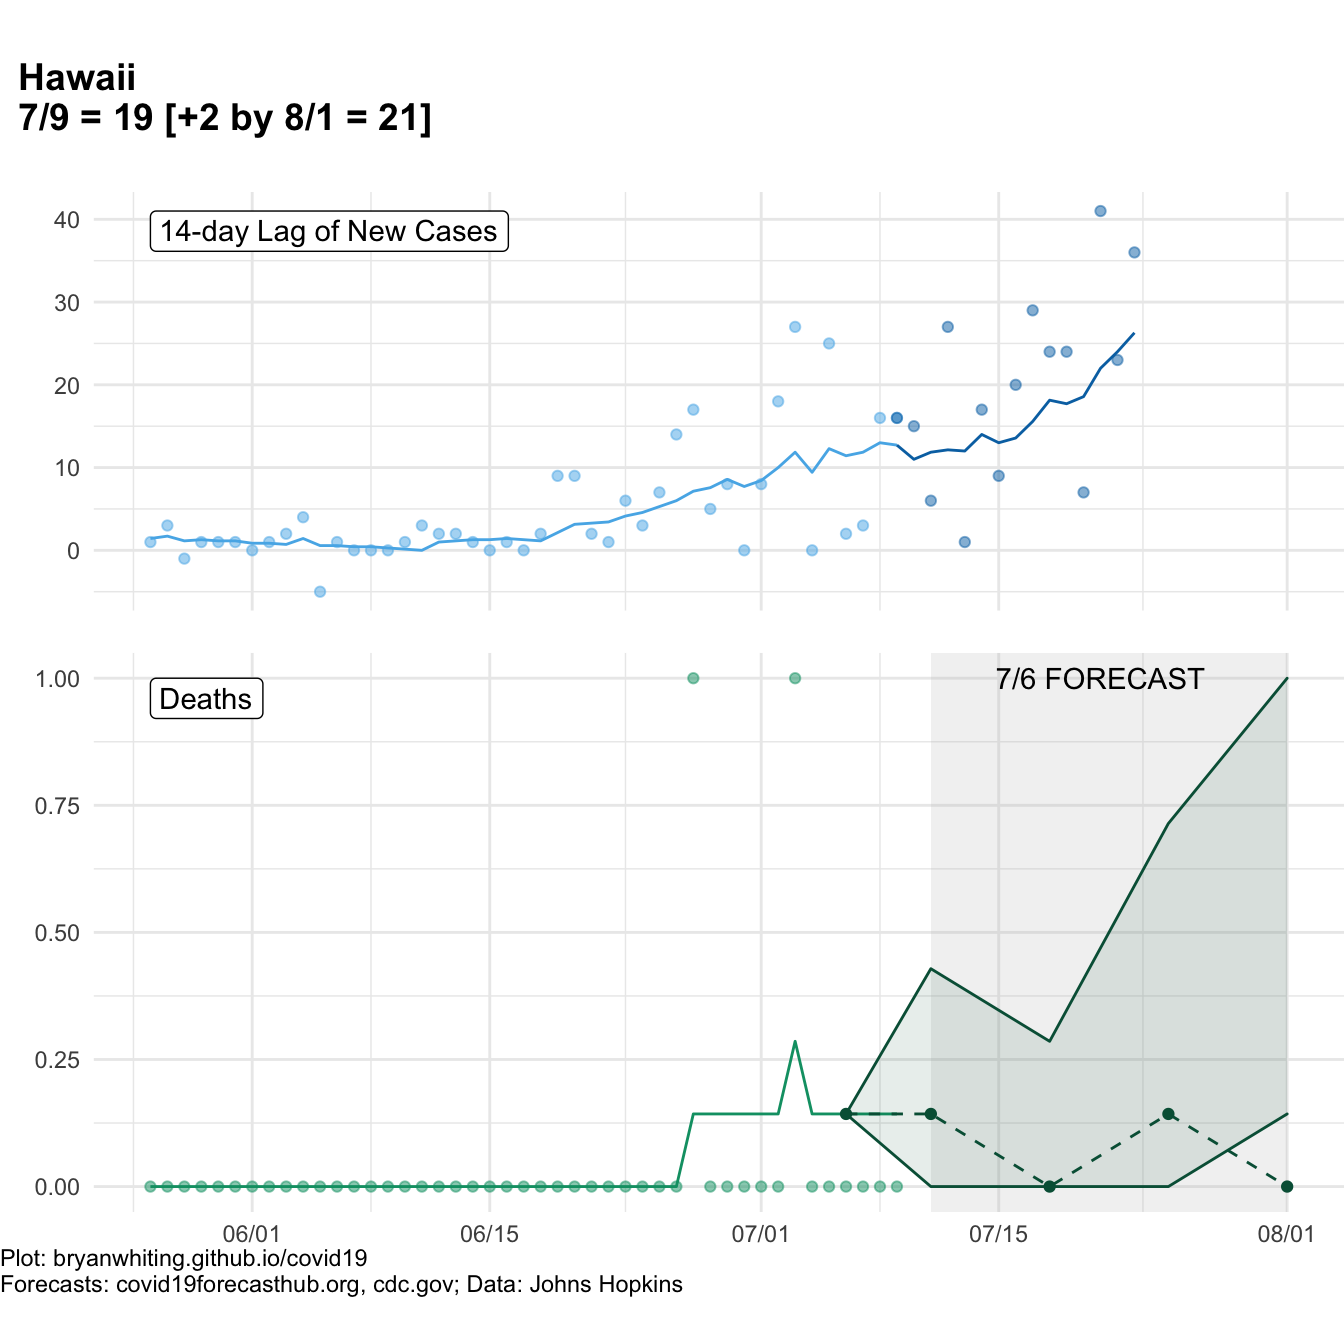 Hawaii
7/9 = 19 [+2 by 8/1 = 21]
14-day Lag of New Cases
40
30
20
10
0
Deaths
7/6 FORECAST
1.00
0.75
0.50
0.25
0.00
06/01 06/15 07/01 07/15 08/01
Plot: bryanwhiting.github.io/covid19
Forecasts: covid19forecasthub.org, cdc.gov; Data: Johns Hopkins